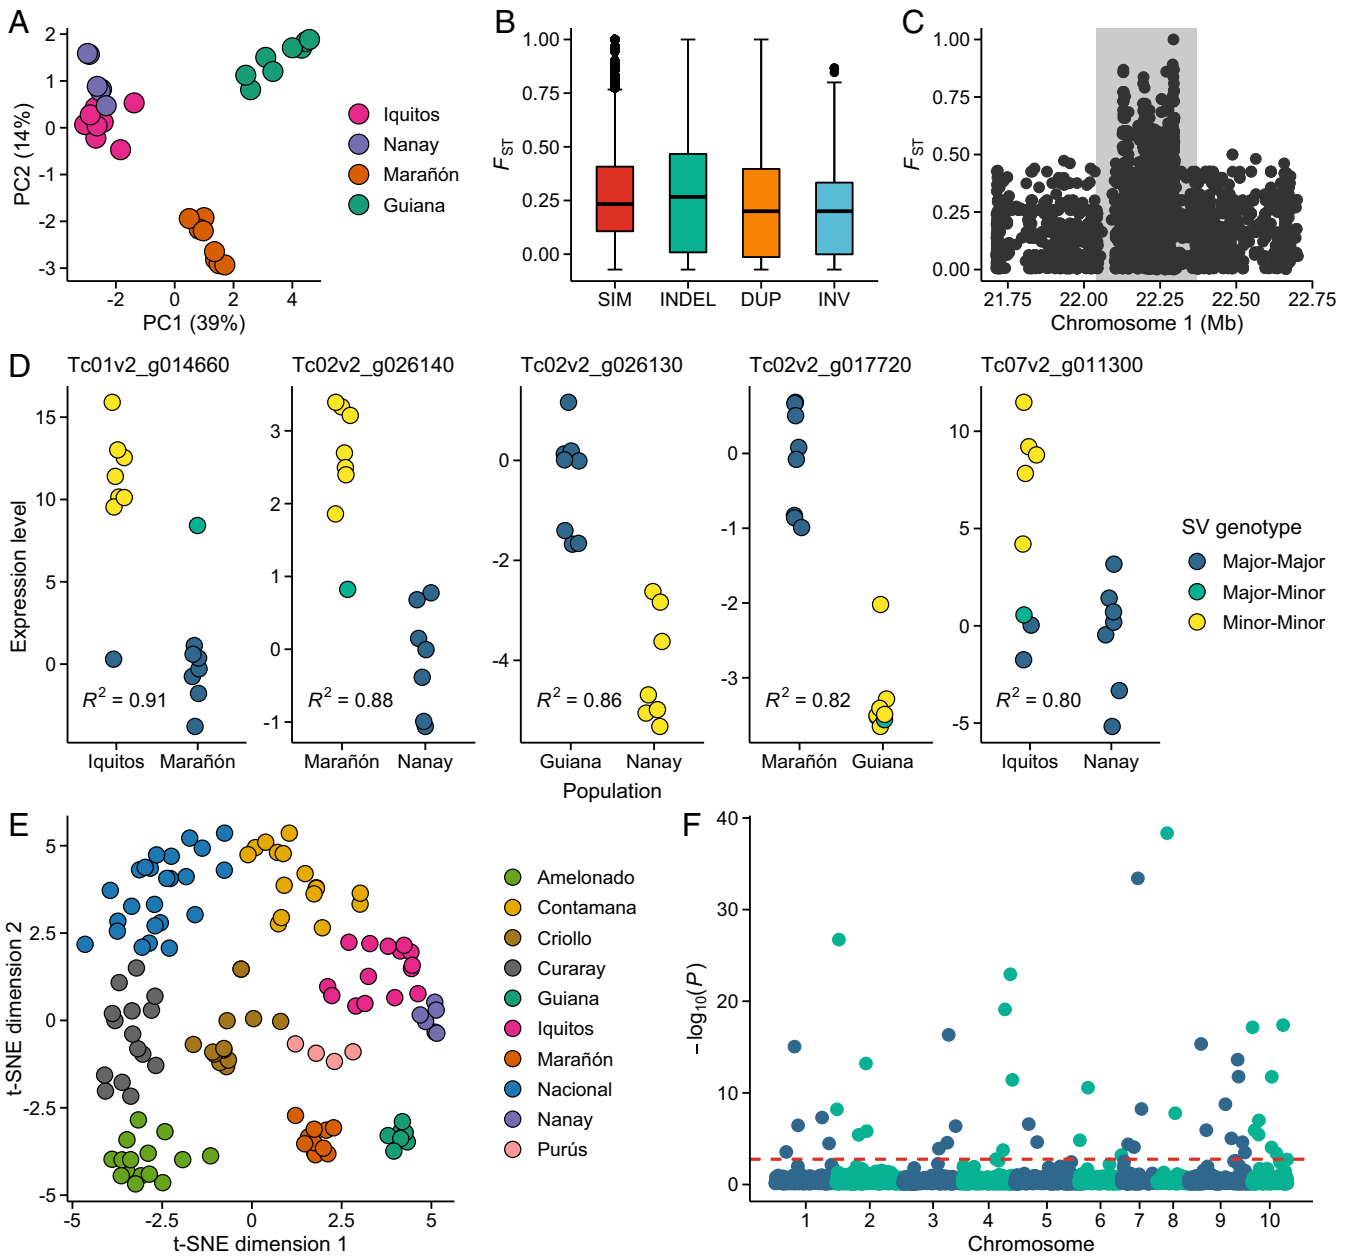 A
2
1
0
-1
-2
-3
PC2 (14%)
-2
0
2
4
PC1 (39%)
Iquitos
Nanay
Marañón
Guiana
B
1.00
0.75
0.50
0.25
0.00
FST
SIM
INDEL
DUP
INV
C
1.00
0.75
0.50
0.25
0.00
FST
21.75
22.00
22.25
22.50
22.75
Chromosome 1 (Mb)
D
Expression level
Tc01v2_g014660
15
10
5
0
R2 = 0.91
Iquitos
Marañón
Tc02v2_g026140
3
2
1
0
-1
R2 = 0.88
Marañón
Nanay
Tc02v2_g026130
0
-2
-4
R2 = 0.86
Guiana
Nanay
Tc02v2_g017720
0
-1
-2
-3
R2 = 0.82
Marañón
Guiana
Tc07v2_g011300
10
5
0
-5
R2 = 0.80
Iquitos
Nanay
Population
SV genotype
Major-Major
Major-Minor
Minor-Minor
E
5
2.5
0
-2.5
-5
t-SNE dimension 2
-5
-2.5
0
2.5
5
t-SNE dimension 1
Amelonado
Contamana
Criollo
Curaray
Guiana
Iquitos
Marañón
Nacional
Nanay
Purús
F
40
30
20
10
0
−log10(P)
1
2
3
4
5
6
7
8
9
10
Chromosome